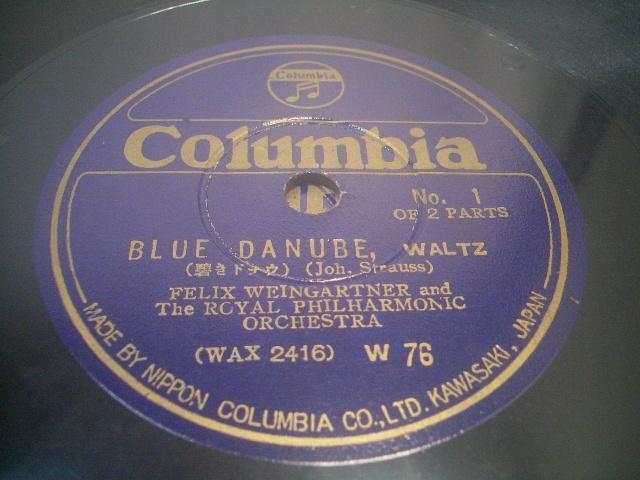 Columbia
Columbia
No. 1
OF 2 PARTS
BLUE DANUBE, WALTZ
(碧きドナウ) (Joh. Strauss)
FELIX WEINGARTNER and
The ROYAL PHILHARMONIC
ORCHESTRA
(WAX 2416) W 76
MADE BY NIPPON COLUMBIA CO., LTD. KAWASAKI, JAPAN